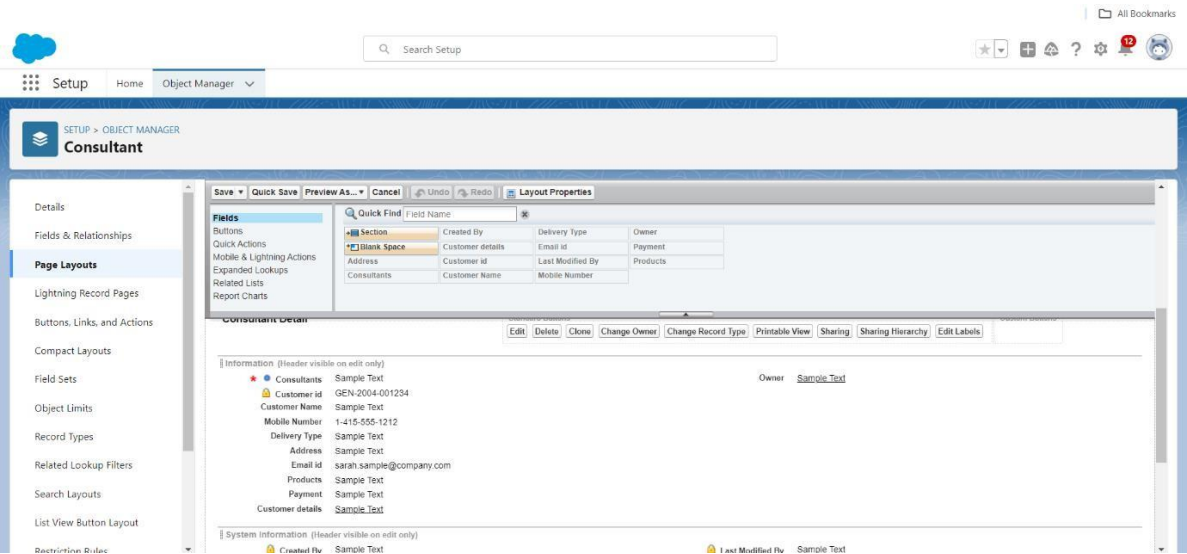 All Bookmarks
Search Setup
12
Setup Home Object Manager
SETUP > OBJECT MANAGER
Consultant
Details
Fields & Relationships
Page Layouts
Lightning Record Pages
Buttons, Links, and Actions
Compact Layouts
Field Sets
Object Limits
Record Types
Related Lookup Filters
Search Layouts
List View Button Layout
Restriction Rules
Save Quick Save Preview As... Cancel Undo Redo Layout Properties
Fields
Buttons
Quick Actions
Mobile & Lightning Actions
Expanded Lookups
Related Lists
Report Charts
Quick Find Field Name
Section Created By Delivery Type Owner
Blank Space Customer details Email id Payment
Address Customer id Last Modified By Products
Consultants Customer Name Mobile Number
Consultant Detail
Edit Delete Clone Change Owner Change Record Type Printable View Sharing Sharing Hierarchy Edit Labels
Information (Header visible on edit only)
* Consultants Sample Text Owner Sample Text
Customer id GEN-2004-001234
Customer Name Sample Text
Mobile Number 1-415-555-1212
Delivery Type Sample Text
Address Sample Text
Email id sarah.sample@company.com
Products Sample Text
Payment Sample Text
Customer details Sample Text
System Information (Header visible on edit only)
Created By Sample Text Last Modified By Sample Text